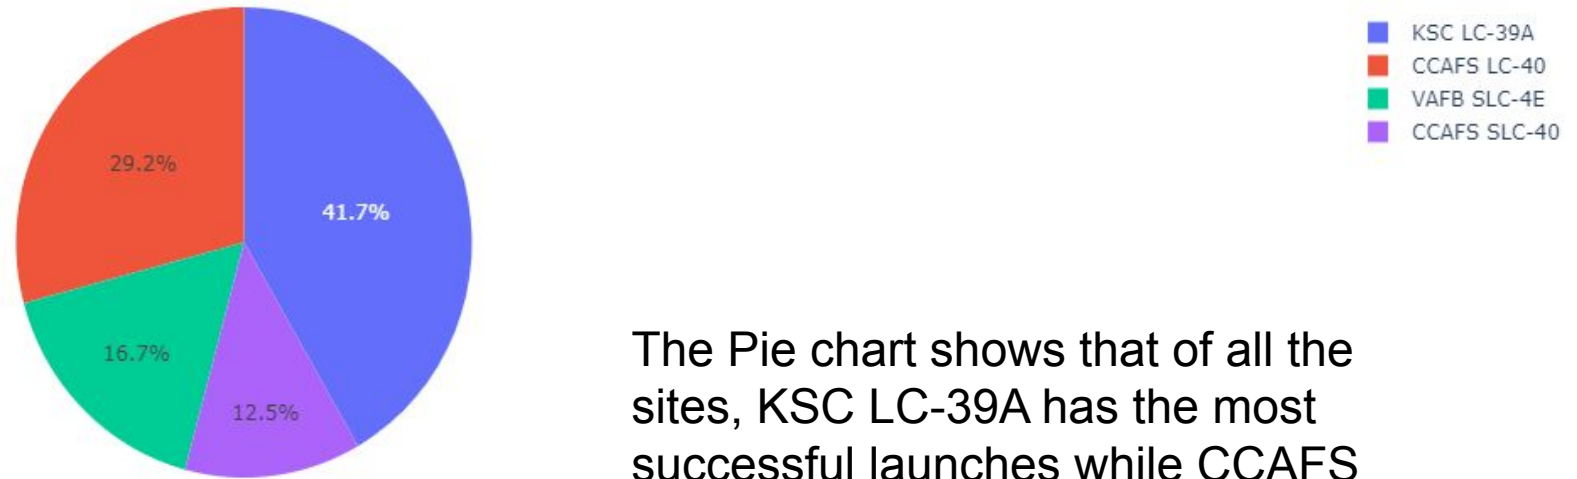 KSC LC-39A
CCAFS LC-40
VAFB SLC-4E
CCAFS SLC-40
29.2%
41.7%
16.7%
12.5%
The Pie chart shows that of all the
sites, KSC LC-39A has the most
successful launches while CCAFS